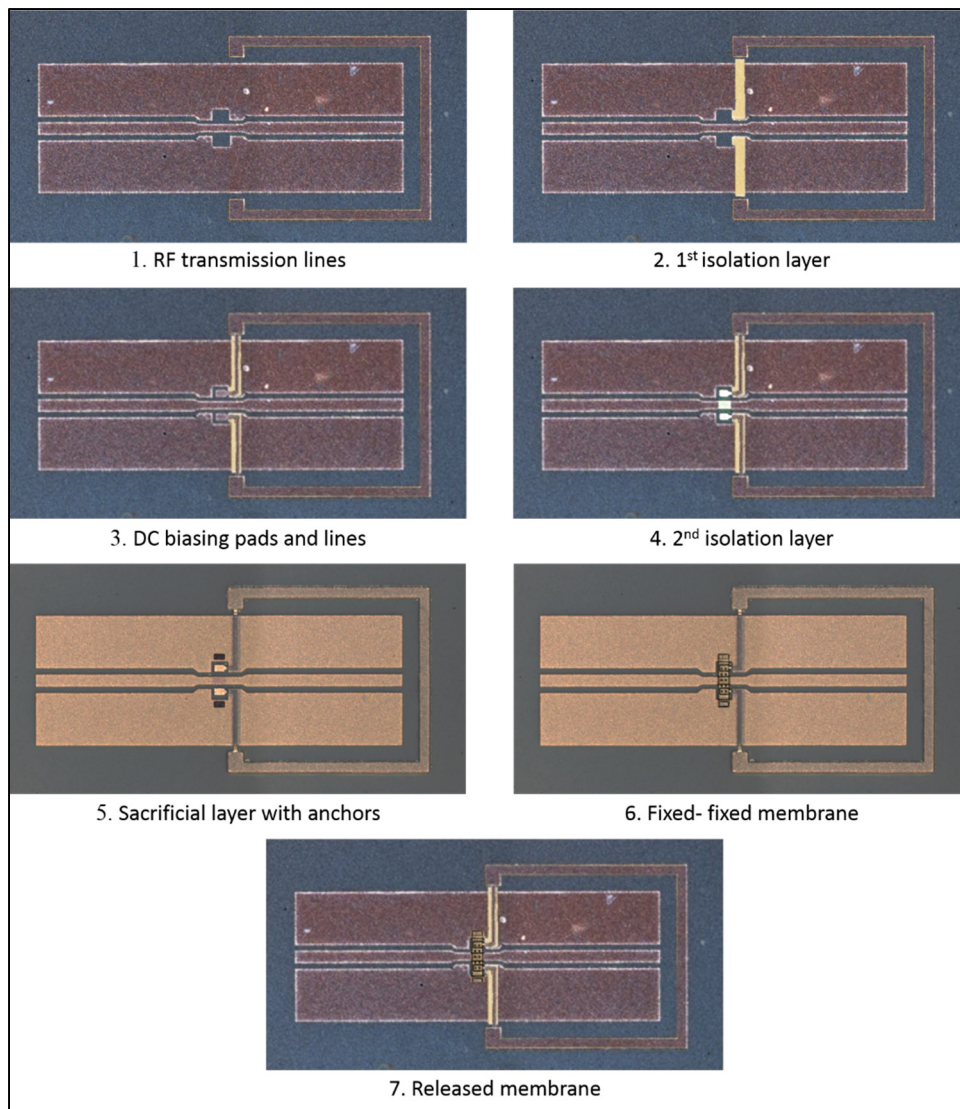 1. RF transmission lines
2. 1st isolation layer
3. DC biasing pads and lines
4. 2nd isolation layer
5. Sacrificial layer with anchors
6. Fixed- fixed membrane
7. Released membrane